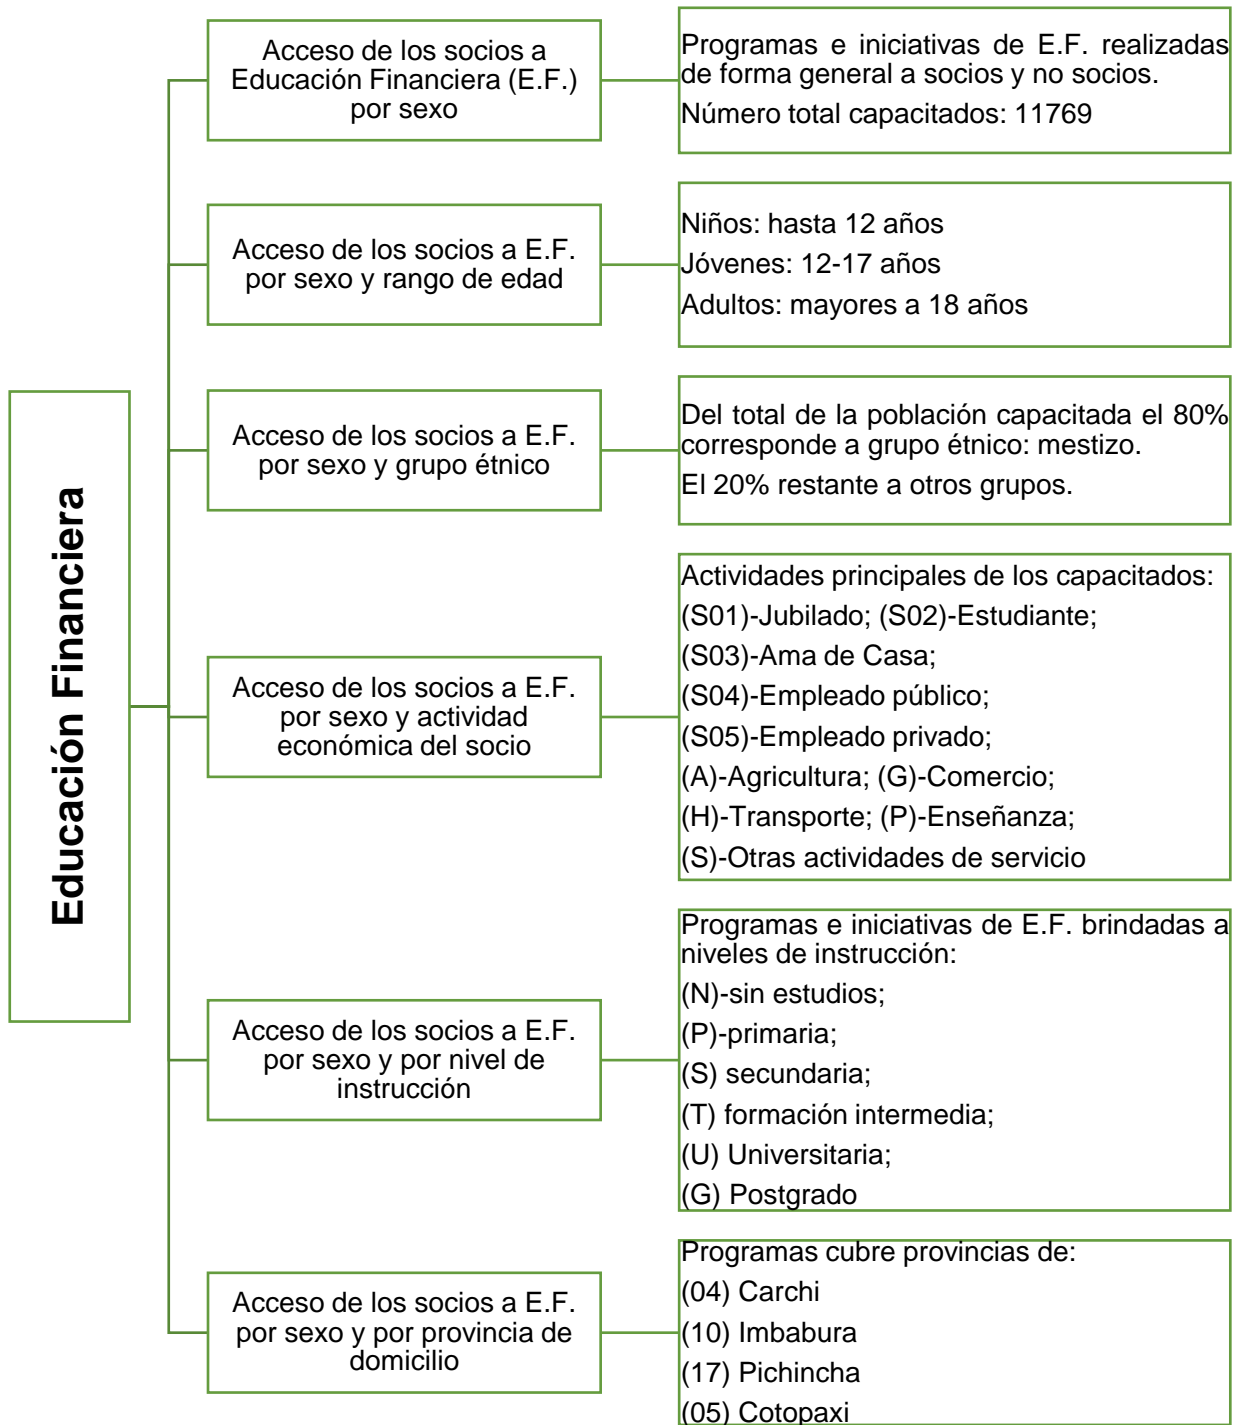 Educación Financiera
Acceso de los socios a
Educación Financiera (E.F.)
por sexo
Programas e iniciativas de E.F. realizadas
de forma general a socios y no socios.
Número total capacitados: 11769
Acceso de los socios a E.F.
por sexo y rango de edad
Niños: hasta 12 años
Jóvenes: 12-17 años
Adultos: mayores a 18 años
Acceso de los socios a E.F.
por sexo y grupo étnico
Del total de la población capacitada el 80%
corresponde a grupo étnico: mestizo.
El 20% restante a otros grupos.
Acceso de los socios a E.F.
por sexo y actividad
económica del socio
Actividades principales de los capacitados:
(S01)-Jubilado; (S02)-Estudiante;
(S03)-Ama de Casa;
(S04)-Empleado público;
(S05)-Empleado privado;
(A)-Agricultura; (G)-Comercio;
(H)-Transporte; (P)-Enseñanza;
(S)-Otras actividades de servicio
Acceso de los socios a E.F.
por sexo y por nivel de
instrucción
Programas e iniciativas de E.F. brindadas a
niveles de instrucción:
(N)-sin estudios;
(P)-primaria;
(S) secundaria;
(T) formación intermedia;
(U) Universitaria;
(G) Postgrado
Acceso de los socios a E.F.
por sexo y por provincia de
domicilio
Programas cubre provincias de:
(04) Carchi
(10) Imbabura
(17) Pichincha
(05) Cotopaxi